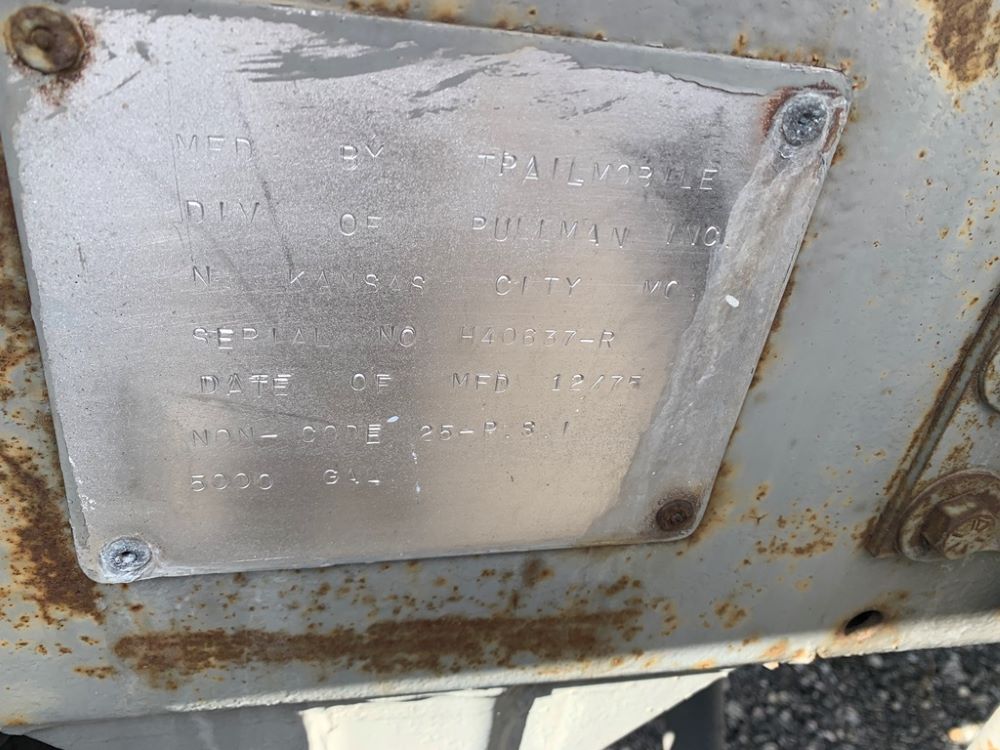 MFD BY TRAILMOBILE
DIV OF PULLMAN INC.
N. KANSAS CITY MO.
SERIAL NO H40637-R
DATE OF MFD 12/75
NON-CODE 25-P.S.I
5000 GAL